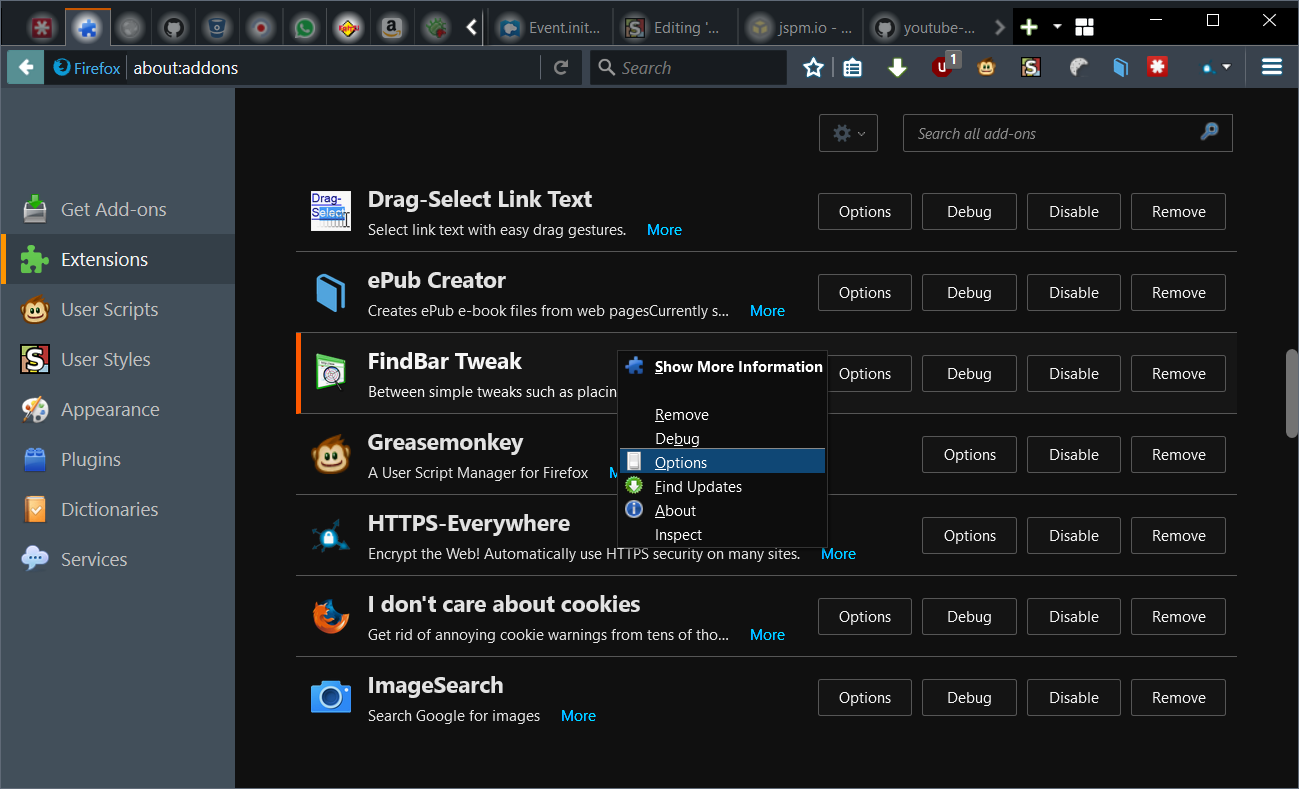 Event.init...
Editing '...
jspm.io - ...
youtube-...
Firefox
about:addons
Search
1
Search all add-ons
Get Add-ons
Extensions
User Scripts
User Styles
Appearance
Plugins
Dictionaries
Services
Drag-Select Link Text
Select link text with easy drag gestures. More
Options Debug Disable Remove
ePub Creator
Creates ePub e-book files from web pagesCurrently s... More
Options Debug Disable Remove
FindBar Tweak
Between simple tweaks such as placin
Options Debug Disable Remove
Show More Information
Remove
Debug
Options
Find Updates
About
Inspect
Greasemonkey
A User Script Manager for Firefox
Options Disable Remove
HTTPS-Everywhere
Encrypt the Web! Automatically use HTTPS security on many sites. More
Options Disable Remove
I don't care about cookies
Get rid of annoying cookie warnings from tens of tho... More
Options Debug Disable Remove
ImageSearch
Search Google for images More
Options Debug Disable Remove